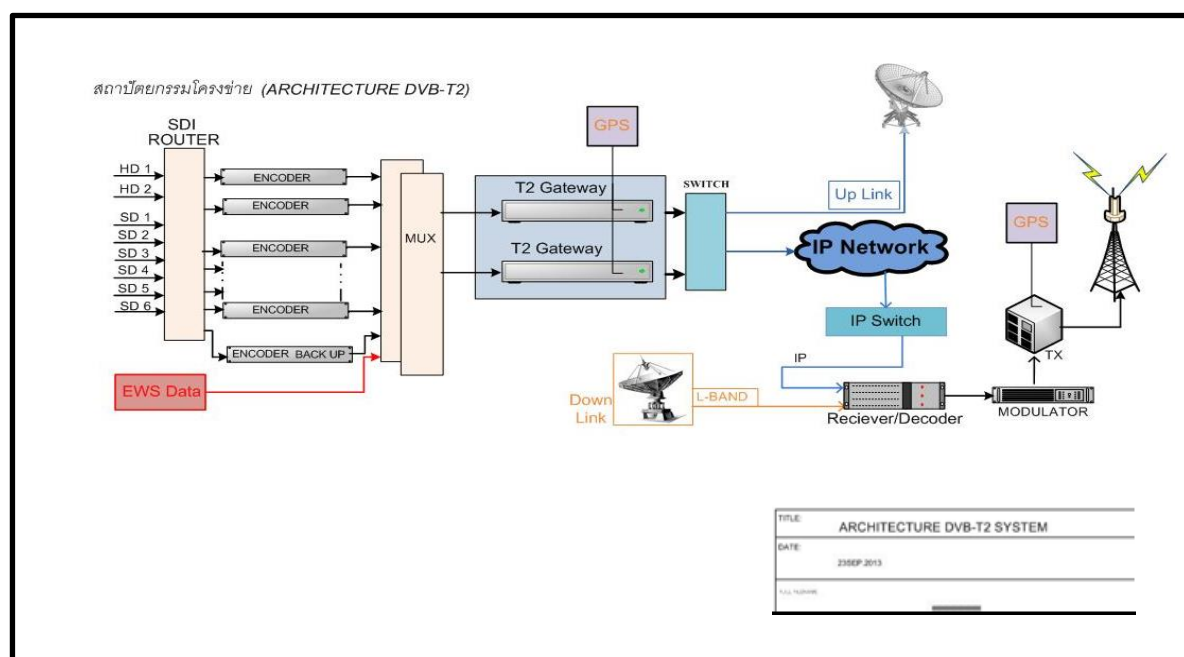 สถาปัตยกรรมโครงข่าย (ARCHITECTURE DVB-T2)
SDI
ROUTER
HD 1
HD 2
SD 1
SD 2
SD 3
SD 4
SD 5
SD 6
ENCODER
ENCODER
ENCODER
ENCODER
ENCODER BACK UP
EWS Data
MUX
GPS
T2 Gateway
T2 Gateway
SWITCH
Up Link
IP Network
IP Switch
IP
Down
Link
L-BAND
Reciever/Decoder
MODULATOR
GPS
TX
TITLE:
ARCHITECTURE DVB-T2 SYSTEM
DATE:
23SEP.2013